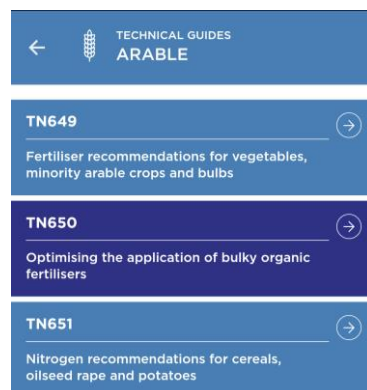 TECHNICAL GUIDES
ARABLE
TN649
Fertiliser recommendations for vegetables,
minority arable crops and bulbs
TN650
Optimising the application of bulky organic
fertilisers
TN651
Nitrogen recommendations for cereals,
oilseed rape and potatoes